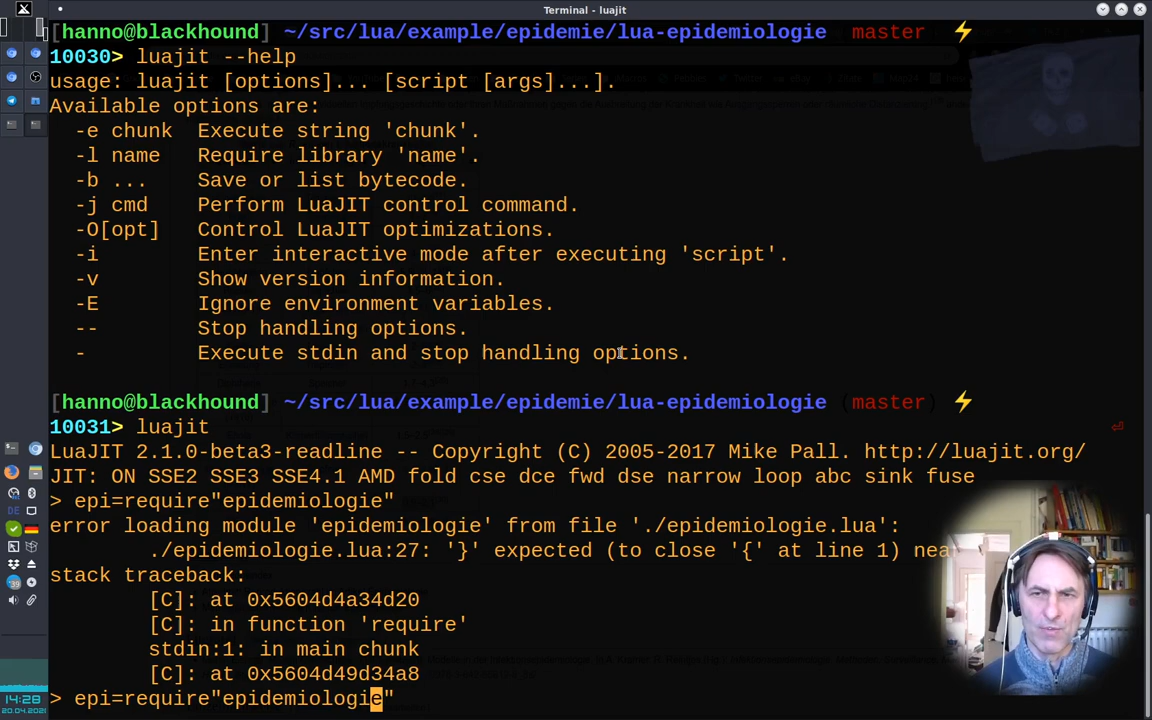 Terminal - luajit
[hanno@blackhound] ~/src/lua/example/epidemie/lua-epidemiologie (master) ⚡
10030> luajit --help
usage: luajit [options]... [script [args]...].
Available options are:
-e chunk Execute string 'chunk'.
-l name Require library 'name'.
-b ... Save or list bytecode.
-j cmd Perform LuaJIT control command.
-O[opt] Control LuaJIT optimizations.
-i Enter interactive mode after executing 'script'.
-v Show version information.
-E Ignore environment variables.
-- Stop handling options.
- Execute stdin and stop handling options.
[hanno@blackhound] ~/src/lua/example/epidemie/lua-epidemiologie (master) ⚡
10031> luajit
LuaJIT 2.1.0-beta3-readline -- Copyright (C) 2005-2017 Mike Pall. http://luajit.org/
JIT: ON SSE2 SSE3 SSE4.1 AMD fold cse dce fwd dse narrow loop abc sink fuse
> epi=require"epidemiologie"
error loading module 'epidemiologie' from file './epidemiologie.lua':
./epidemiologie.lua:27: '}' expected (to close '{' at line 1)
stack traceback:
[C]: at 0x5604d4a34d20
[C]: in function 'require'
stdin:1: in main chunk
[C]: at 0x5604d49d34a8
> epi=require"epidemiologie"
DE
14:28
20.04.2021